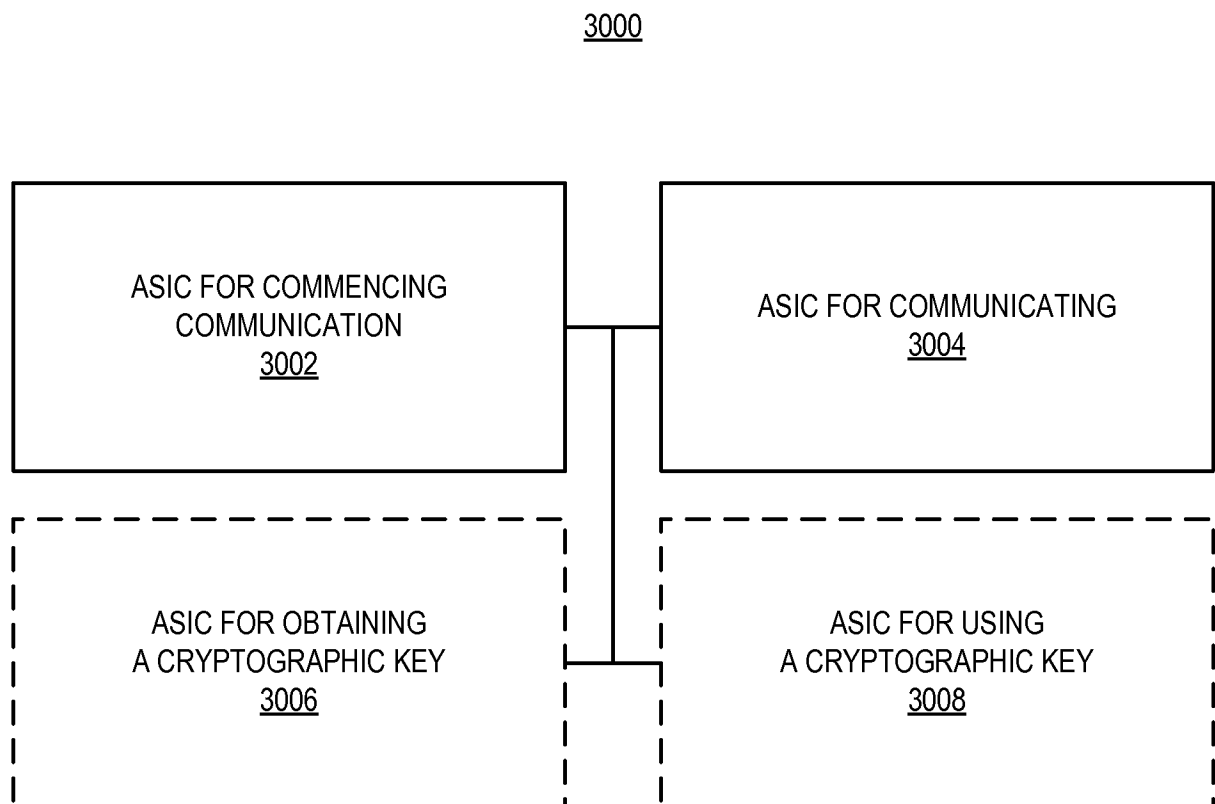 3000
ASIC FOR COMMENCING
COMMUNICATION
3002
ASIC FOR COMMUNICATING
3004
ASIC FOR OBTAINING
A CRYPTOGRAPHIC KEY
3006
ASIC FOR USING
A CRYPTOGRAPHIC KEY
3008